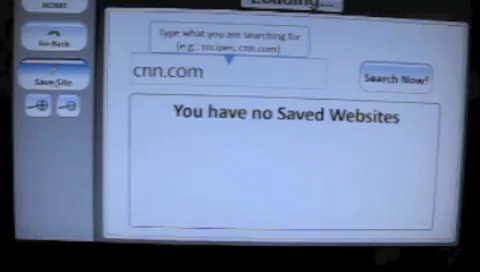 Loading...
HOME
Type what you are searching for
(e.g.: recipes, cnn.com)
Go Back
cnn.com
Search Now!
Save Site
You have no Saved Websites